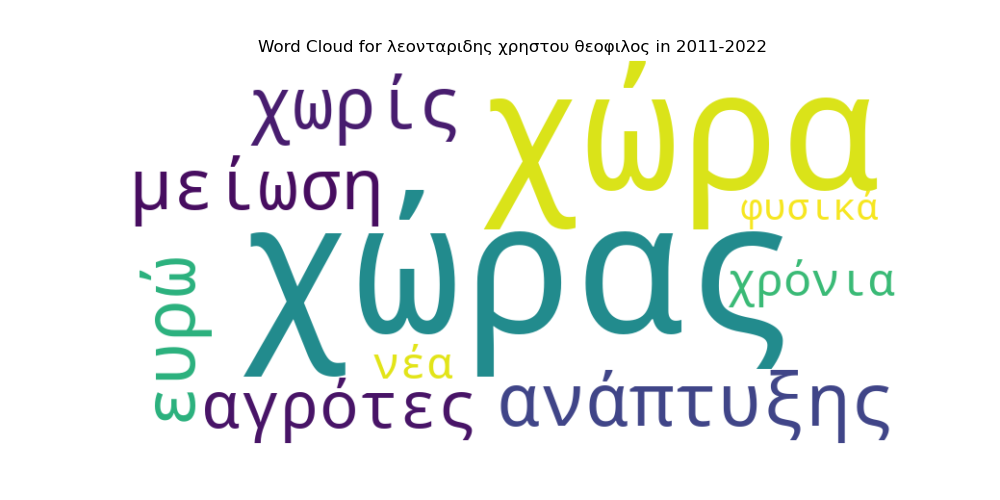 Word Cloud for λεονταριδης χρηστου θεοφιλος in 2011-2022
χωρίς
χώρα
μείωση
φυσικά
χώρας
χρόνια
ευρώ
νέα
αγρότες
ανάπτυξης